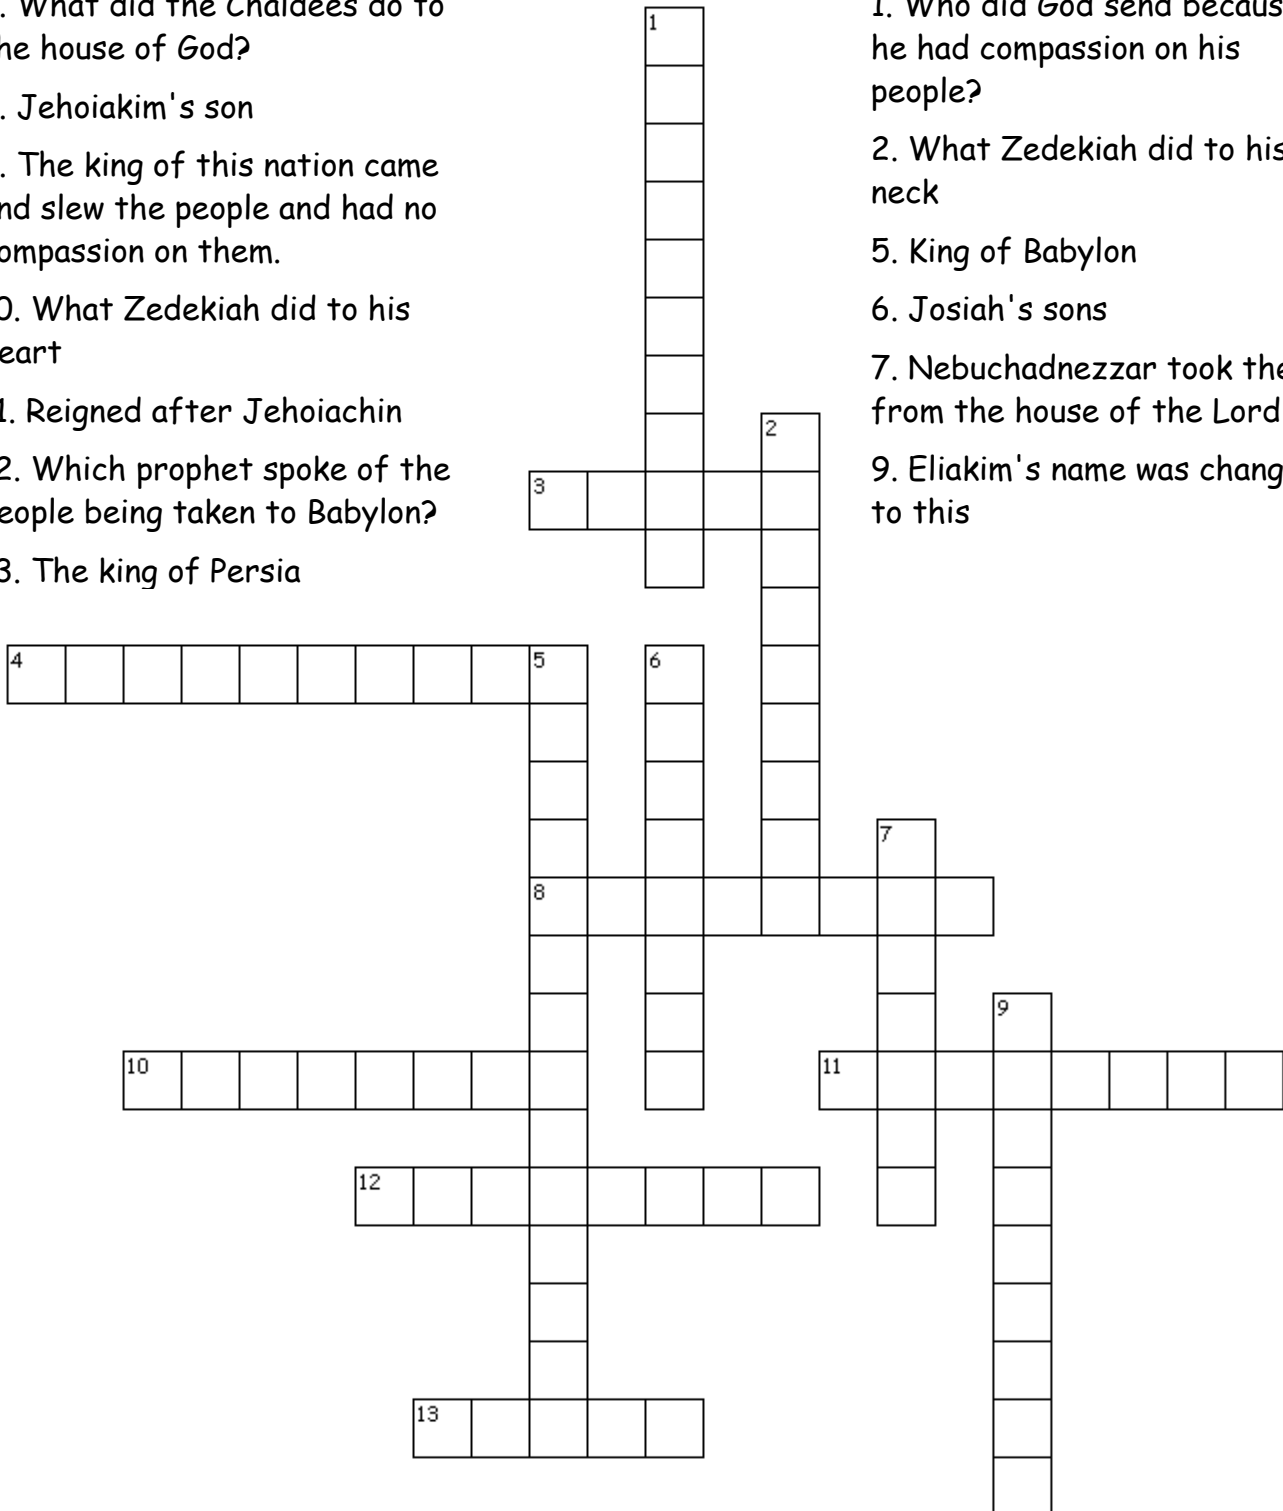 . What did the Chaldees do to
he house of God?
. Jehoiakim's son
. The king of this nation came
nd slew the people and had no
ompassion on them.
0. What Zedekiah did to his
eart
1. Reigned after Jehoiachin
2. Which prophet spoke of the
eople being taken to Babylon?
3. The king of Persia
1. Who did God send becaus
he had compassion on his
people?
2. What Zedekiah did to his
neck
5. King of Babylon
6. Josiah's sons
7. Nebuchadnezzar took the
from the house of the Lord
9. Eliakim's name was chang
to this
1
2
3
4
5
6
7
8
9
10
11
12
13